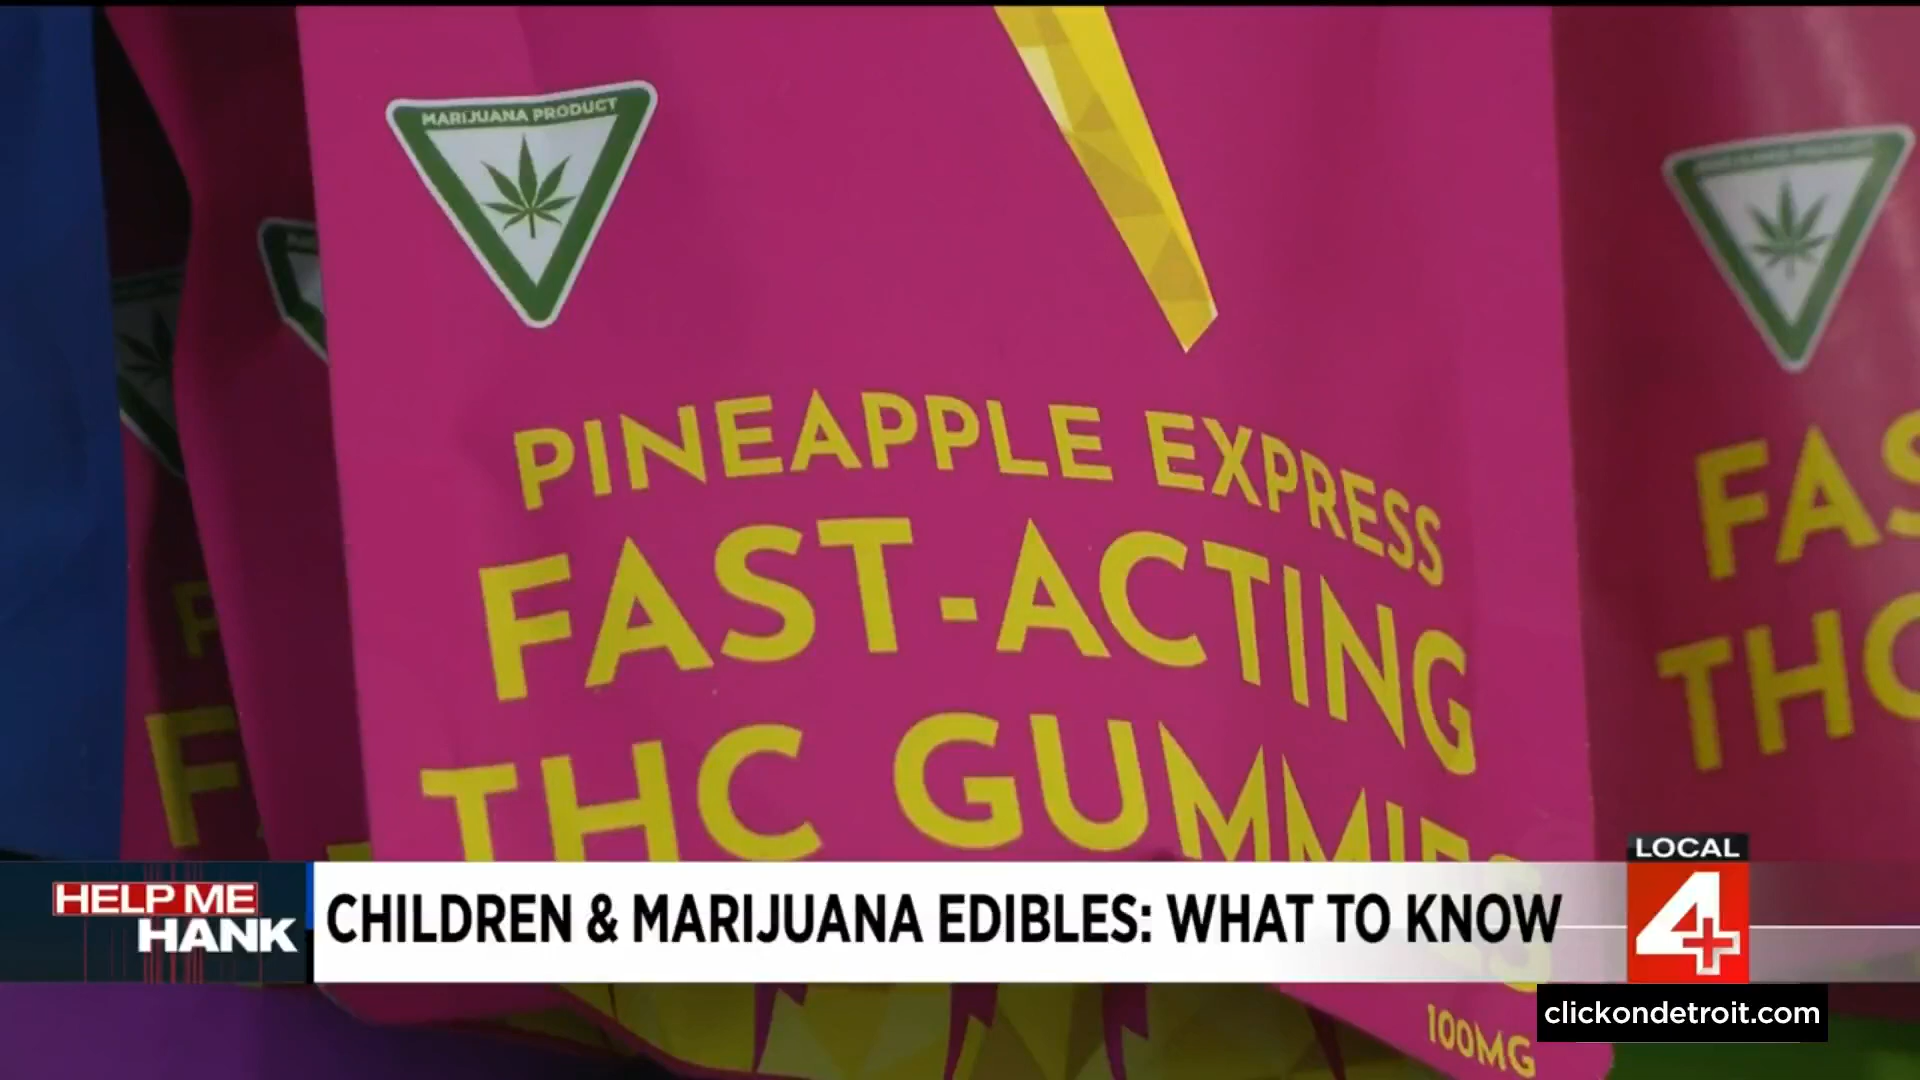 MARIJUANA PRODUCT
PINEAPPLE EXPRESS
FAST-ACTING
THC GUMMIES
100MG
FAS
THC
F
LOCAL
4
HELP ME
HANK
CHILDREN & MARIJUANA EDIBLES: WHAT TO KNOW
clickondetroit.com